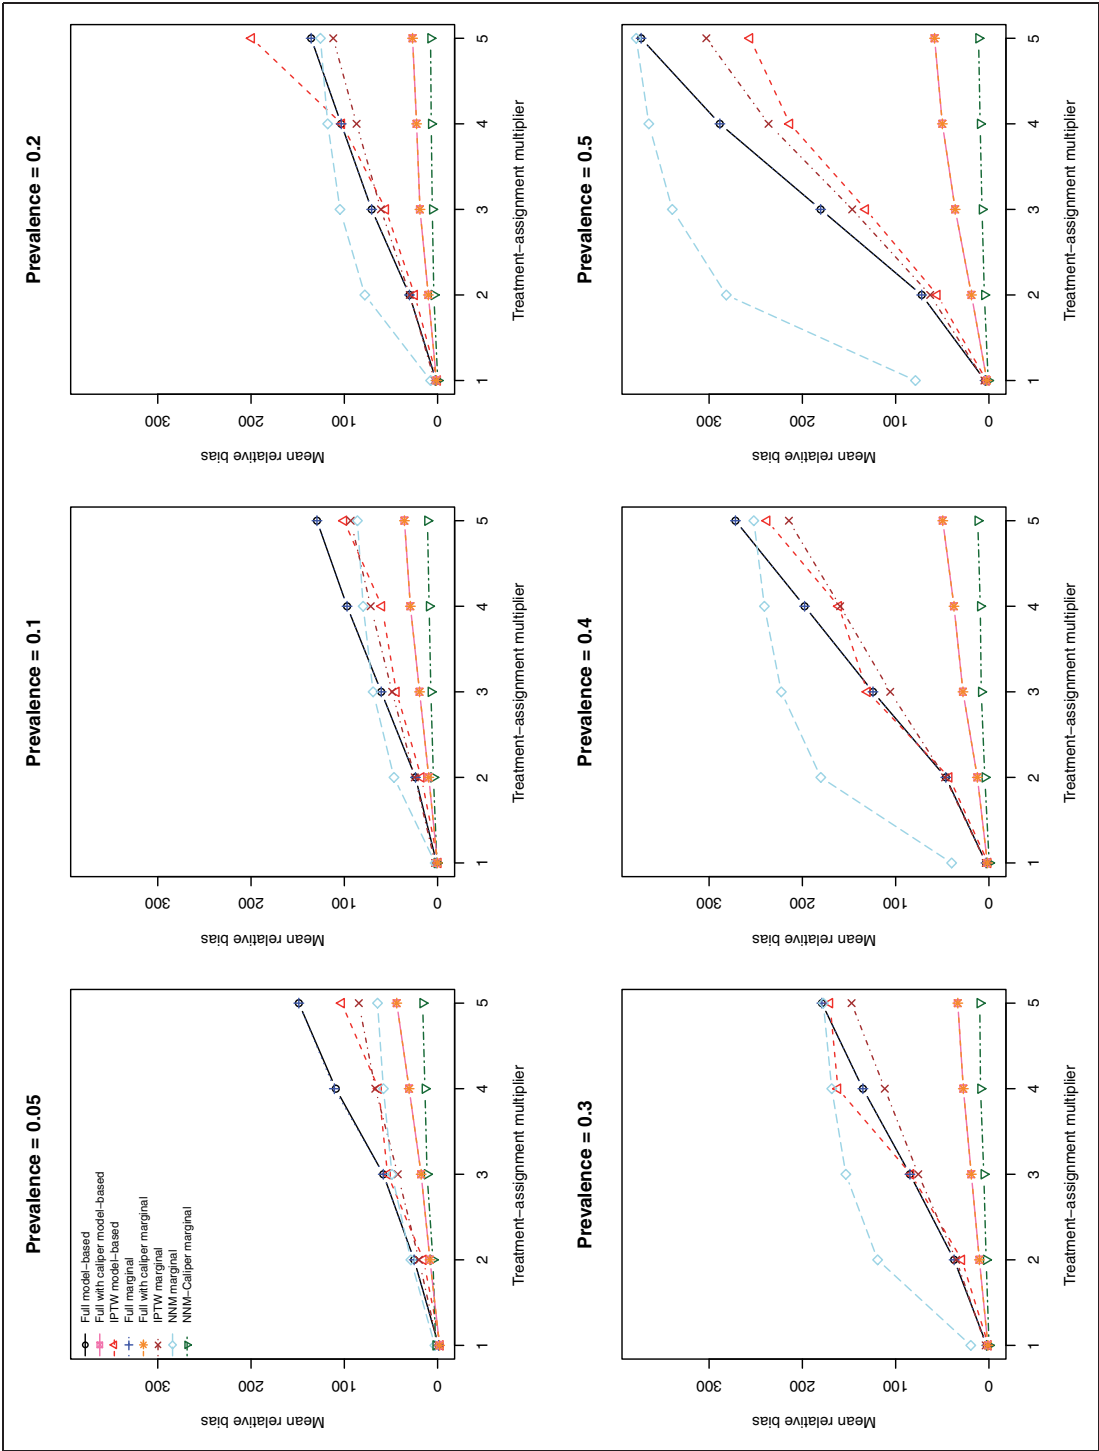 Prevalence = 0.05
Full model−based
Full with caliper model−based
IPTW model−based
Full marginal
Full with caliper marginal
IPTW marginal
NNM marginal
NNM−Caliper marginal
Mean relative bias
0 100 200 300
1 2 3 4 5
Treatment−assignment multiplier
Prevalence = 0.1
Mean relative bias
0 100 200 300
1 2 3 4 5
Treatment−assignment multiplier
Prevalence = 0.2
Mean relative bias
0 100 200 300
1 2 3 4 5
Treatment−assignment multiplier
Prevalence = 0.3
Mean relative bias
0 100 200 300
1 2 3 4 5
Treatment−assignment multiplier
Prevalence = 0.4
Mean relative bias
0 100 200 300
1 2 3 4 5
Treatment−assignment multiplier
Prevalence = 0.5
Mean relative bias
0 100 200 300
1 2 3 4 5
Treatment−assignment multiplier